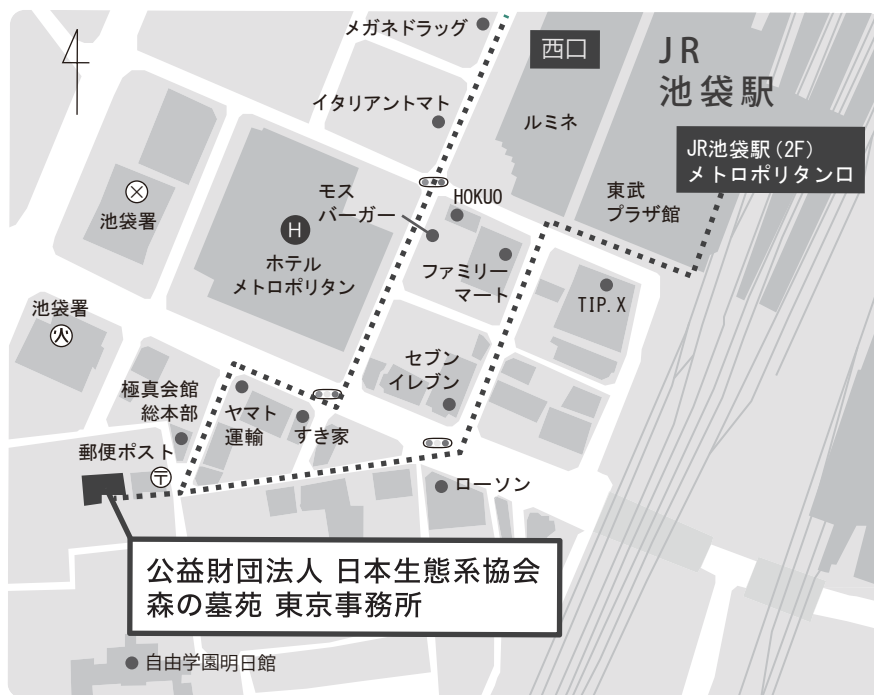 メガネドラッグ
西口
JR
池袋駅
イタリアントマト
ルミネ
JR池袋駅(2F)
メトロポリタン口
池袋署
モス
バーガー
HOKUO
東武
プラザ館
H
ホテル
メトロポリタン
ファミリー
マート
TIP.X
池袋署
火
セブン
イレブン
極真会館
総本部
ヤマト
運輸
すき家
郵便ポスト
〒
ローソン
公益財団法人 日本生態系協会
森の墓苑 東京事務所
自由学園明日館